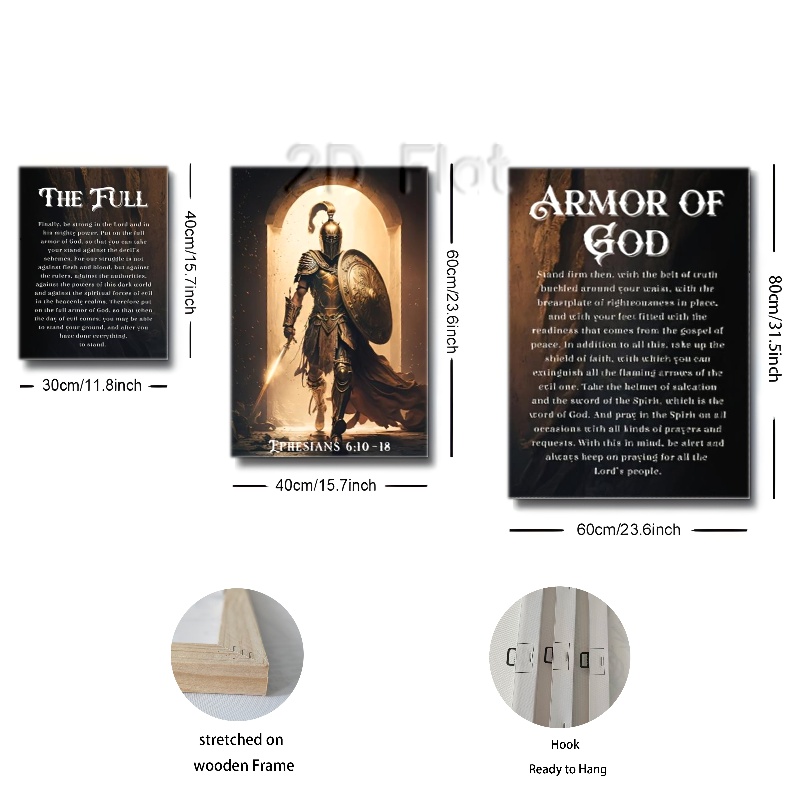 2D Flat
THE FULL
Finally, be strong in the Lord and in
his mighty power. Put on the full
armor of God, so that you can take
your stand against the devil's
schemes. For our struggle is not
against flesh and blood, but against
the rulers, against the authorities,
against the powers of this dark world
and against the spiritual forces of evil
in the heavenly realms. Therefore put
on the full armor of God, so that when
the day of evil comes, you may be able
to stand your ground, and after you
have done everything,
to stand.
40cm/15.7inch
30cm/11.8inch
EPHESIANS 6:10-18
60cm/23.6inch
40cm/15.7inch
ARMOR OF
GOD
Stand firm then, with the belt of truth
buckled around your waist, with the
breastplate of righteousness in place,
and with your feet fitted with the
readiness that comes from the gospel of
peace. In addition to all this, take up the
shield of faith, with which you can
extinguish all the flaming arrows of the
evil one. Take the helmet of salvation
and the sword of the Spirit, which is the
word of God. And pray in the Spirit on all
occasions with all kinds of prayers and
requests. With this in mind, be alert and
always keep on praying for all the
Lord's people.
80cm/31.5inch
60cm/23.6inch
stretched on
wooden Frame
Hook
Ready to Hang